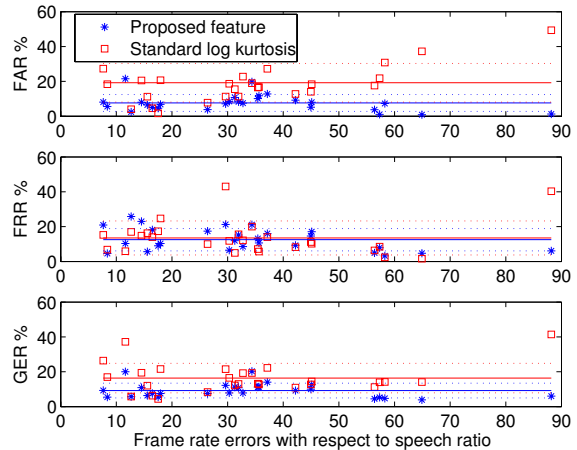 Proposed feature
Standard log kurtosis
FAR %
60
40
20
0
0 10 20 30 40 50 60 70 80 90
FRR %
60
40
20
0
0 10 20 30 40 50 60 70 80 90
GER %
60
40
20
0
0 10 20 30 40 50 60 70 80 90
Frame rate errors with respect to speech ratio